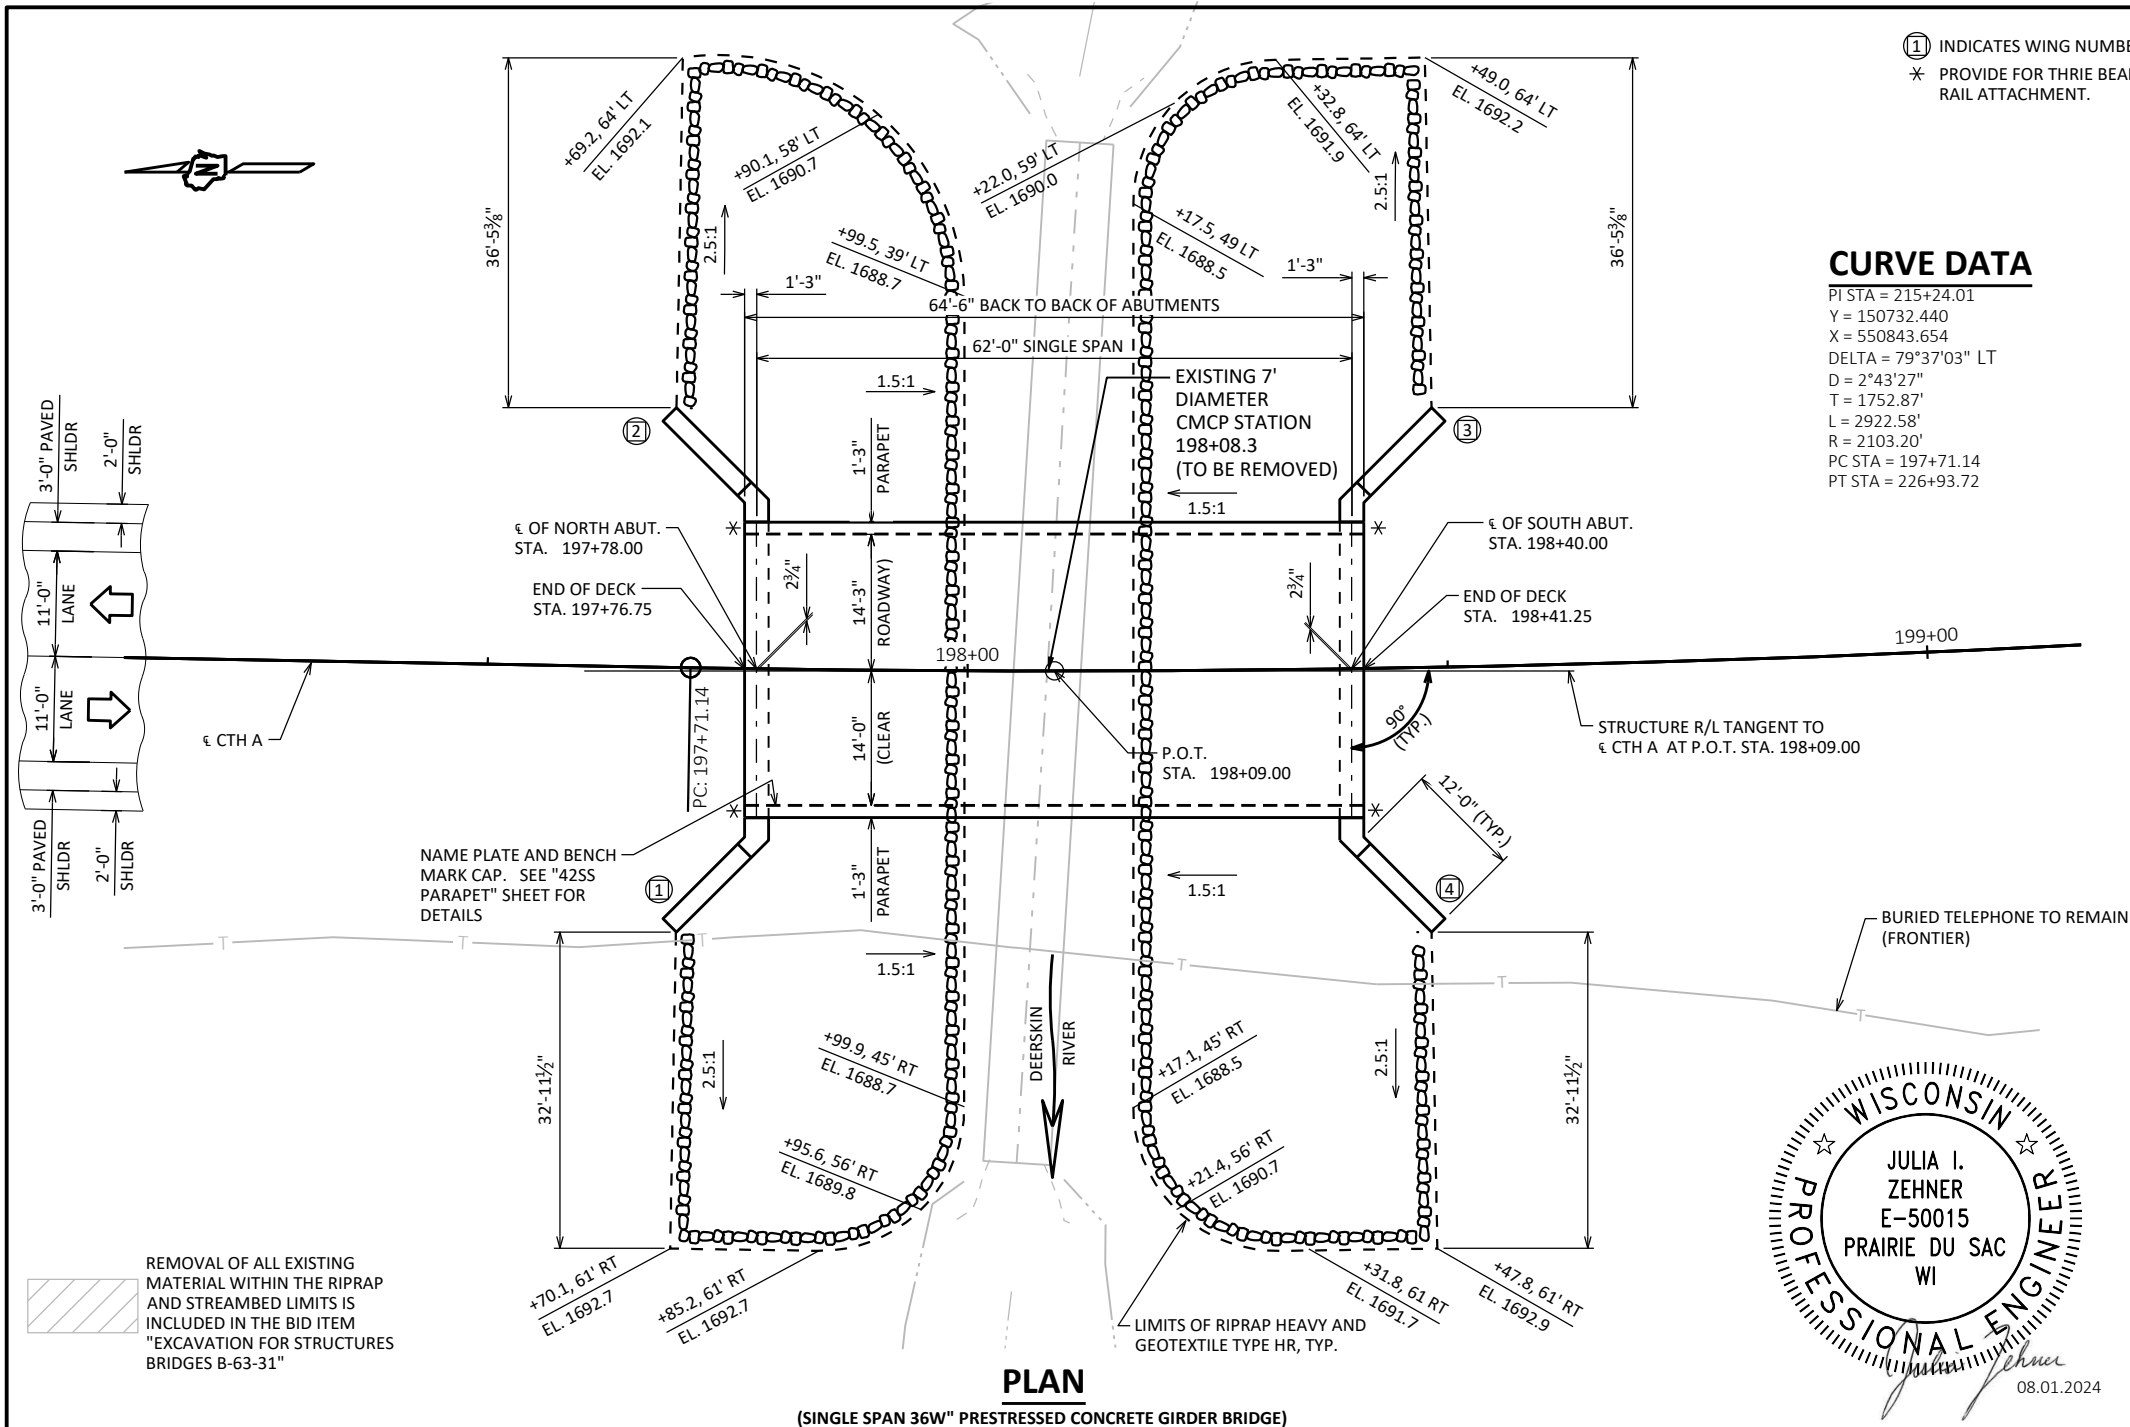 1 INDICATES WING NUMBE
* PROVIDE FOR THRIE BEA
RAIL ATTACHMENT.
N
+69.2, 64' LT
EL. 1692.1
+90.1, 58' LT
EL. 1690.7
+99.5, 39' LT
EL. 1688.7
+22.0, 59' LT
EL. 1690.0
+17.5, 49 LT
EL. 1688.5
+32.8, 64' LT
EL. 1691.9
+49.0, 64' LT
EL. 1692.2
36'-5⅜"
36'-5⅜"
2.5:1
2.5:1
1'-3"
1'-3"
64'-6" BACK TO BACK OF ABUTMENTS
62'-0" SINGLE SPAN
1.5:1
1.5:1
EXISTING 7'
DIAMETER
CMCP STATION
198+08.3
(TO BE REMOVED)
CURVE DATA
PI STA = 215+24.01
Y = 150732.440
X = 550843.654
DELTA = 79°37'03" LT
D = 2°43'27"
T = 1752.87'
L = 2922.58'
R = 2103.20'
PC STA = 197+71.14
PT STA = 226+93.72
2
3
3'-0" PAVED
SHLDR
2'-0"
SHLDR
11'-0"
LANE
11'-0"
LANE
3'-0" PAVED
SHLDR
2'-0"
SHLDR
℄ CTH A
℄ OF NORTH ABUT.
STA. 197+78.00
END OF DECK
STA. 197+76.75
* * * *
2¾"
2¾"
1'-3"
PARAPET
14'-3"
ROADWAY)
14'-0"
(CLEAR
1'-3"
PARAPET
℄ OF SOUTH ABUT.
STA. 198+40.00
END OF DECK
STA. 198+41.25
198+00
199+00
PC: 197+71.14
P.O.T.
STA. 198+09.00
90°
(TYP.)
STRUCTURE R/L TANGENT TO
℄ CTH A AT P.O.T. STA. 198+09.00
12'-0" (TYP.)
NAME PLATE AND BENCH
MARK CAP. SEE "42SS
PARAPET" SHEET FOR
DETAILS
1
4
1.5:1
1.5:1
BURIED TELEPHONE TO REMAIN
(FRONTIER)
T T T T T T
DEERSKIN
RIVER
32'-11½"
32'-11½"
2.5:1
2.5:1
+99.9, 45' RT
EL. 1688.7
+95.6, 56' RT
EL. 1689.8
+17.1, 45' RT
EL. 1688.5
+21.4, 56' RT
EL. 1690.7
+70.1, 61' RT
EL. 1692.7
+85.2, 61' RT
EL. 1692.7
+31.8, 61 RT
EL. 1691.7
+47.8, 61' RT
EL. 1692.9
LIMITS OF RIPRAP HEAVY AND
GEOTEXTILE TYPE HR, TYP.
REMOVAL OF ALL EXISTING
MATERIAL WITHIN THE RIPRAP
AND STREAMBED LIMITS IS
INCLUDED IN THE BID ITEM
"EXCAVATION FOR STRUCTURES
BRIDGES B-63-31"
WISCONSIN
JULIA I.
ZEHNER
E-50015
PRAIRIE DU SAC
WI
PROFESSIONAL ENGINEER
Julia Zehner
08.01.2024
PLAN
(SINGLE SPAN 36W" PRESTRESSED CONCRETE GIRDER BRIDGE)